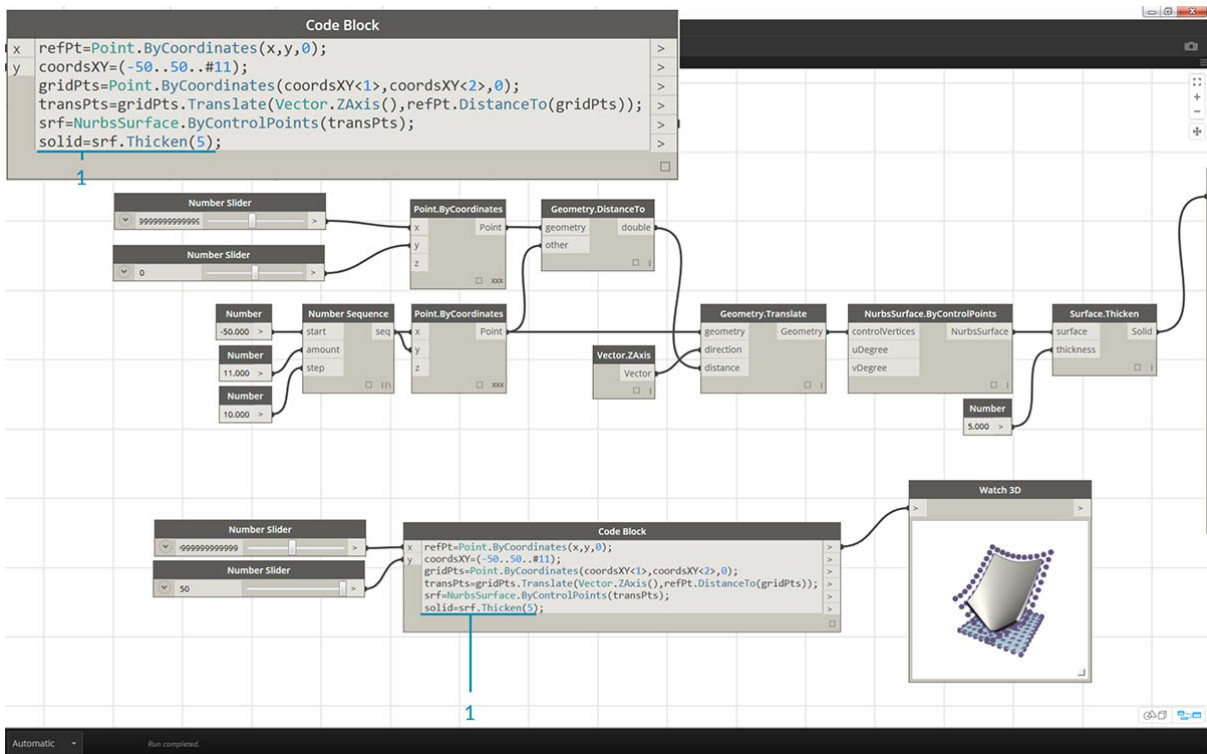 Code Block
x refPt=Point.ByCoordinates(x,y,0); >
y coordsXY=(-50..50..#11); >
gridPts=Point.ByCoordinates(coordsXY<1>,coordsXY<2>,0); >
transPts=gridPts.Translate(Vector.ZAxis(),refPt.DistanceTo(gridPts)); >
srf=NurbsSurface.ByControlPoints(transPts); >
solid=srf.Thicken(5); >
1
Number Slider
>
Number Slider
0 >
Point.ByCoordinates
x Point
y
z
xxx
Geometry.DistanceTo
geometry double
other
Number
-50.000 >
Number
11.000 >
Number
10.000 >
Number Sequence
start seq
amount
step
Point.ByCoordinates
x Point
y
z
xxx
Vector.ZAxis
Vector
Geometry.Translate
geometry Geometry
direction
distance
NurbsSurface.ByControlPoints
controlVertices NurbsSurface
uDegree
vDegree
Surface.Thicken
surface Solid
thickness
Number
5.000 >
Number Slider
>
Number Slider
50 >
Code Block
x refPt=Point.ByCoordinates(x,y,0); >
y coordsXY=(-50..50..#11); >
gridPts=Point.ByCoordinates(coordsXY<1>,coordsXY<2>,0); >
transPts=gridPts.Translate(Vector.ZAxis(),refPt.DistanceTo(gridPts)); >
srf=NurbsSurface.ByControlPoints(transPts); >
solid=srf.Thicken(5); >
1
Watch 3D
> >
Automatic Run completed.